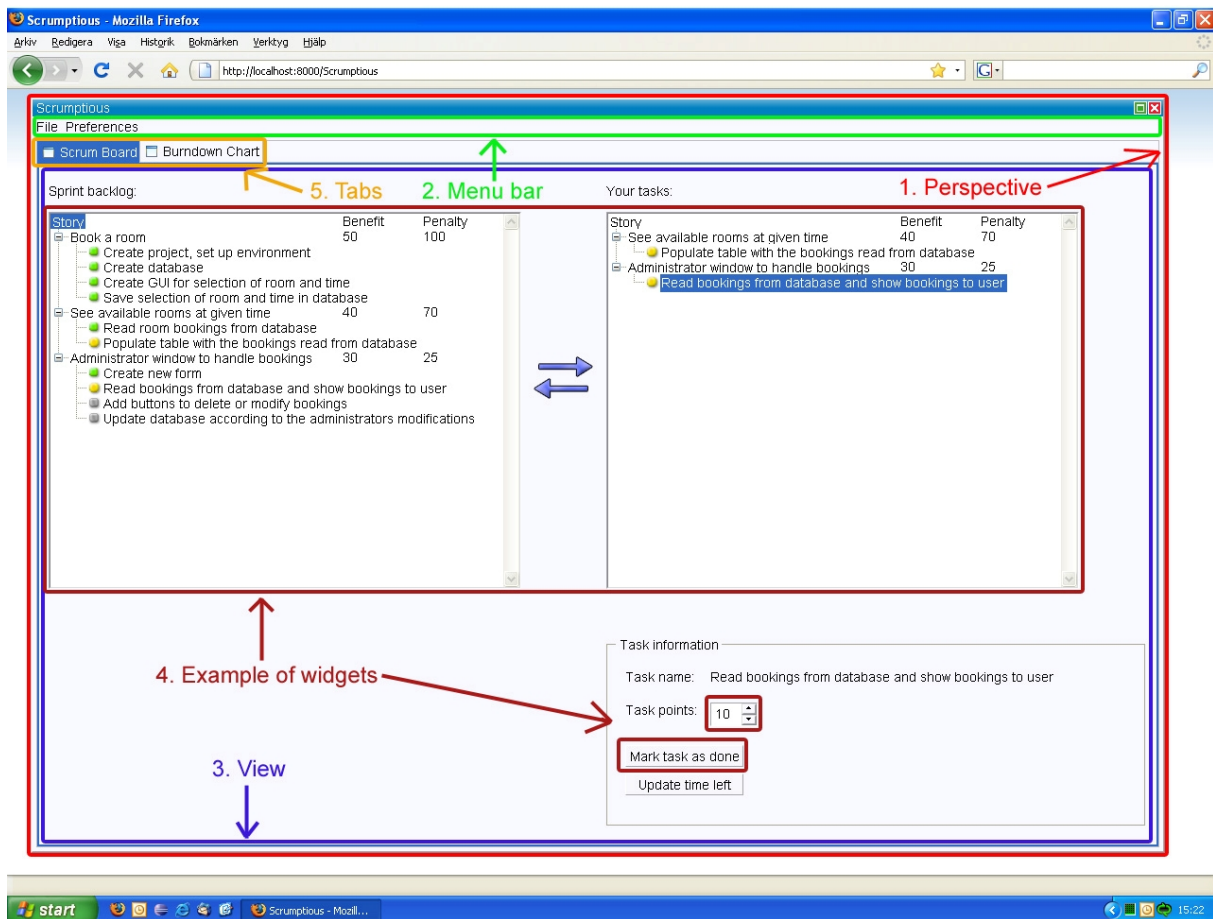 Scrumptious - Mozilla Firefox
Arkiv Redigera Visa Historik Bokmärken Verktyg Hjälp
http://localhost:8000/Scrumptious
G
Scrumptious
File Preferences
Scrum Board Burndown Chart
5. Tabs
2. Menu bar
1. Perspective
Sprint backlog:
Story Benefit Penalty
Book a room 50 100
Create project, set up environment
Create database
Create GUI for selection of room and time
Save selection of room and time in database
See available rooms at given time 40 70
Read room bookings from database
Populate table with the bookings read from database
Administrator window to handle bookings 30 25
Create new form
Read bookings from database and show bookings to user
Add buttons to delete or modify bookings
Update database according to the administrators modifications
Your tasks:
Story Benefit Penalty
See available rooms at given time 40 70
Populate table with the bookings read from database
Administrator window to handle bookings 30 25
Read bookings from database and show bookings to user
4. Example of widgets
3. View
Task information
Task name: Read bookings from database and show bookings to user
Task points: 10
Mark task as done
Update time left
start Scrumptious - Mozill... 15:22